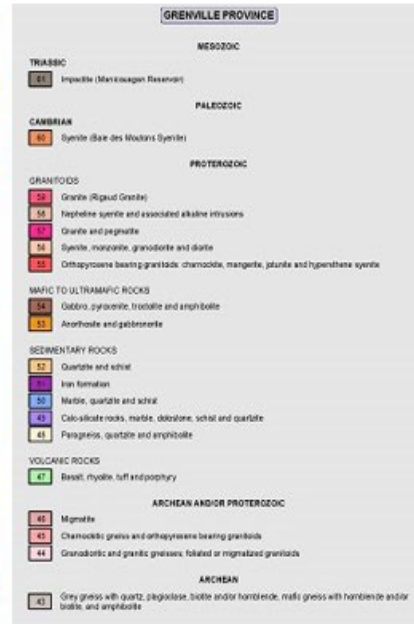 GRENVILLE PROVINCE
MESOZOIC
TRIASSIC
61 Impactite (Manicouagan Reservoir)
PALEOZOIC
CAMBRIAN
60 Syenite (Baie des Moutons Syenite)
PROTEROZOIC
GRANITOIDS
59 Granite (Rigaud Granite)
58 Nepheline syenite and associated alkaline intrusions
57 Granite and pegmatite
56 Syenite, monzonite, granodiorite and diorite
55 Orthopyroxene bearing granitoids: charnockite, mangerite, jotunite and hypersthene syenite
MAFIC TO ULTRAMAFIC ROCKS
54 Gabbro, pyroxenite, troctolite and amphibolite
53 Anorthosite and gabbronorite
SEDIMENTARY ROCKS
52 Quartzite and schist
51 Iron formation
50 Marble, quartzite and schist
49 Calc-silicate rocks, marble, dolostone, schist and quartzite
48 Paragneiss, quartzite and amphibolite
VOLCANIC ROCKS
47 Basalt, rhyolite, tuff and porphyry
ARCHEAN AND/OR PROTEROZOIC
46 Migmatite
45 Charnockitic gneiss and orthopyroxene bearing granitoids
44 Granodioritic and granitic gneisses; foliated or migmatized granitoids
ARCHEAN
43 Grey gneiss with quartz, plagioclase, biotite and/or hornblende, mafic gneiss with hornblende and/or
biotite, and amphibolite